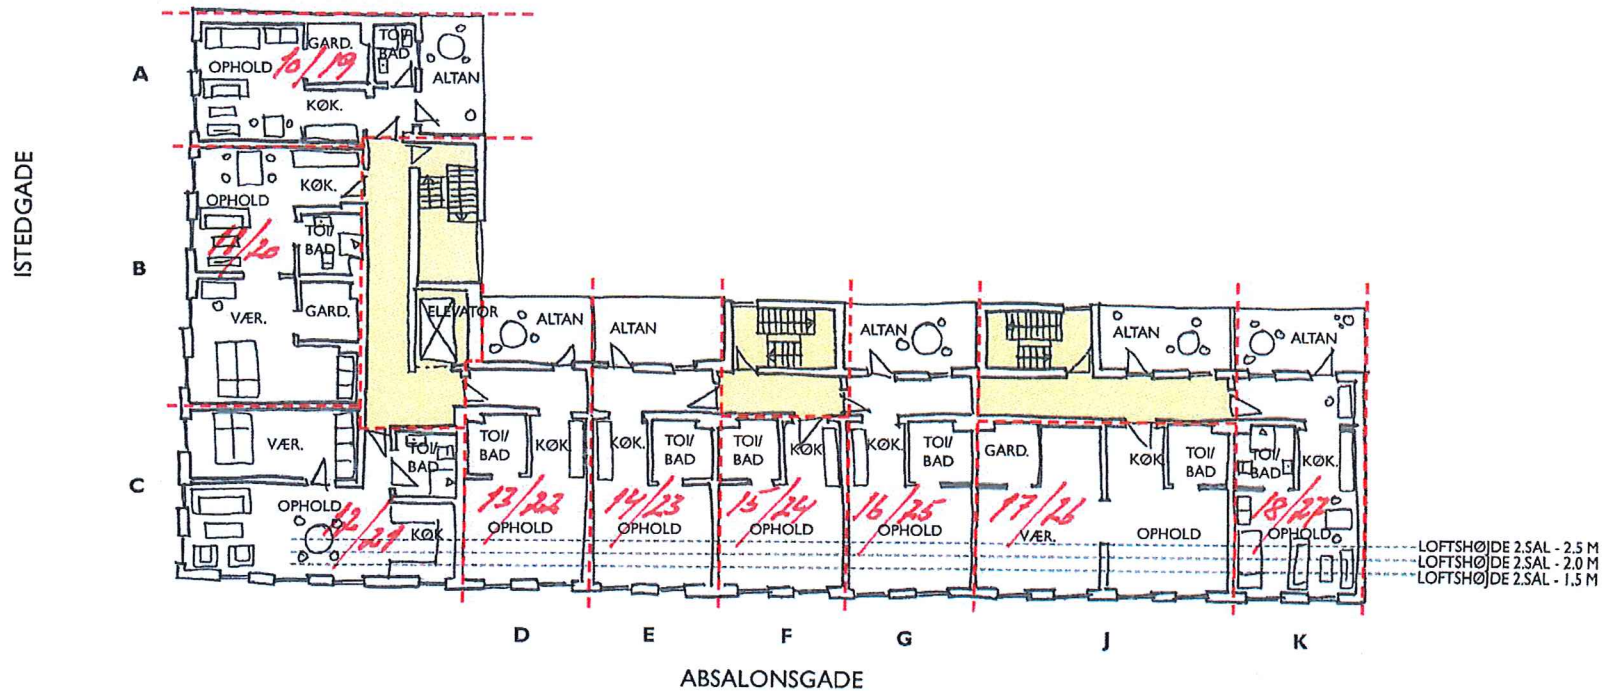 ISTEDGADE
A
B
C
GARD.
TOI/
BAD
OPHOLD
10/19
ALTAN
KØK.
KØK.
OPHOLD
11/20
TOI/
BAD
VÆR.
GARD.
ELEVATOR
VÆR.
TOI/
BAD
OPHOLD
12/21
KØK
ALTAN
TOI/
BAD
KØK
13/22
OPHOLD
ALTAN
KØK.
TOI/
BAD
14/23
OPHOLD
TOI/
BAD
KØK
15/24
OPHOLD
ALTAN
KØK.
TOI/
BAD
16/25
OPHOLD
GARD.
17/26
VÆR.
ALTAN
KØK
TOI/
BAD
OPHOLD
ALTAN
TOI/
BAD
KØK.
18/27
OPHOLD
LOFTSHØJDE 2.SAL - 2.5 M
LOFTSHØJDE 2.SAL - 2.0 M
LOFTSHØJDE 2.SAL - 1.5 M
D
E
F
G
J
K
ABSALONSGADE